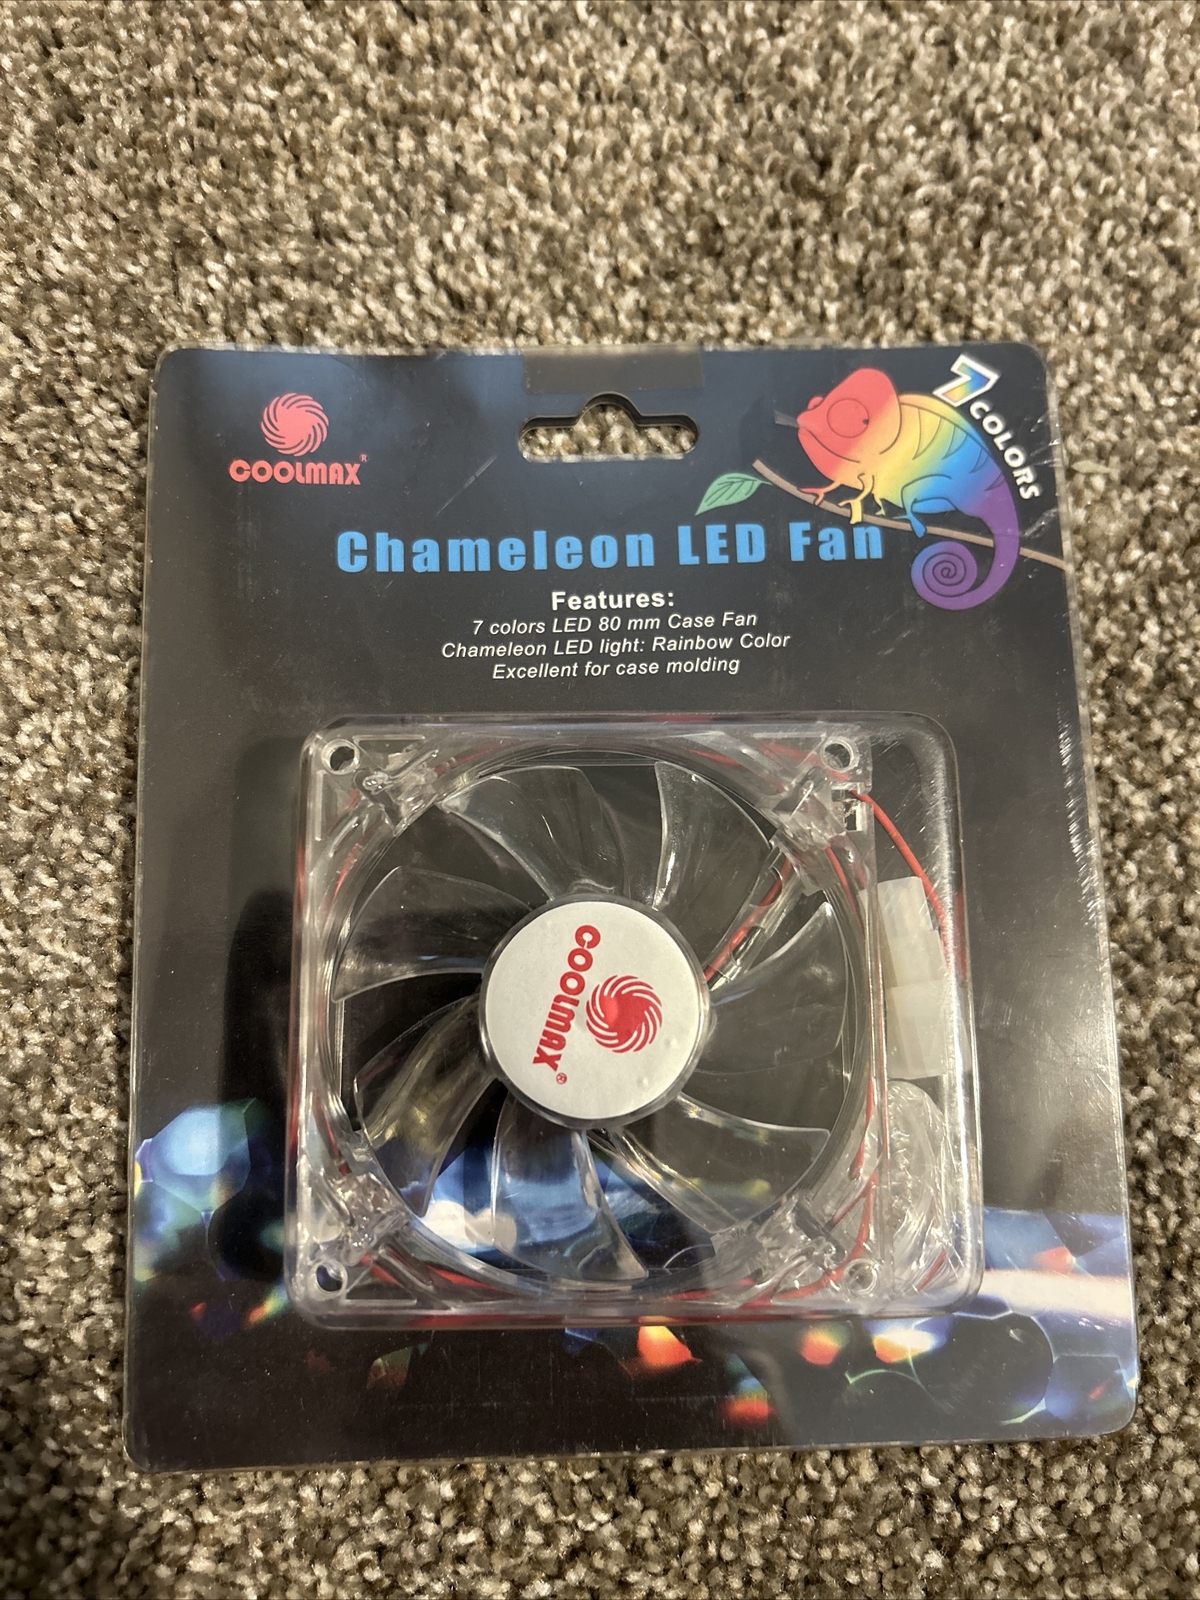 COOLMAX®
7 COLORS
Chameleon LED Fan
Features:
7 colors LED 80 mm Case Fan
Chameleon LED light: Rainbow Color
Excellent for case molding
COOLMAX®